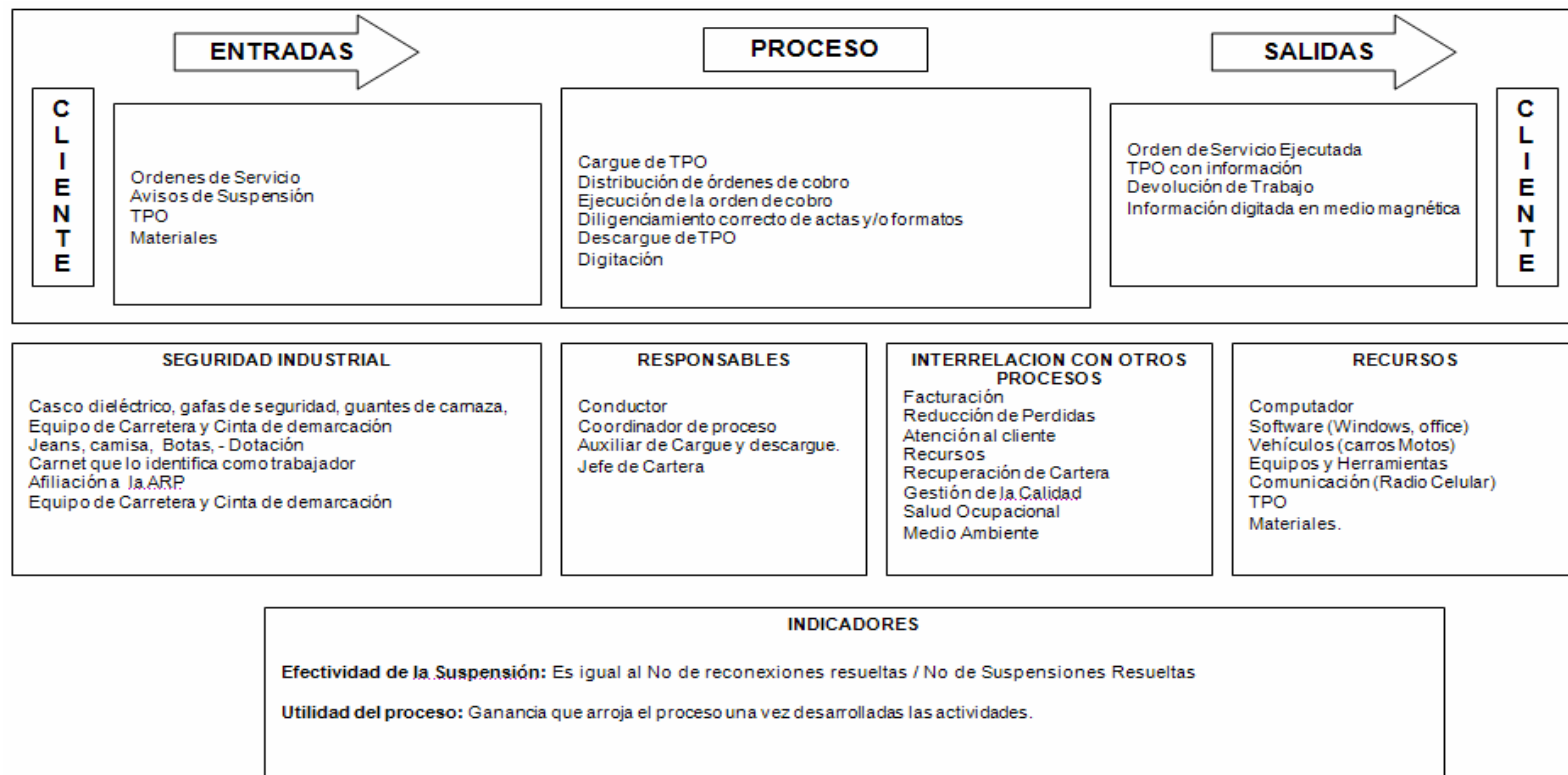 ENTRADAS
PROCESO
SALIDAS
CLIENTE
Ordenes de Servicio
Avisos de Suspensión
TPO
Materiales
Cargue de TPO
Distribución de órdenes de cobro
Ejecución de la orden de cobro
Diligenciamiento correcto de actas y/o formatos
Descargue de TPO
Digitación
Orden de Servicio Ejecutada
TPO con información
Devolución de Trabajo
Información digitada en medio magnética
CLIENTE
SEGURIDAD INDUSTRIAL
Casco dieléctrico, gafas de seguridad, guantes de carnaza,
Equipo de Carretera y Cinta de demarcación
Jeans, camisa, Botas, - Dotación
Carnet que lo identifica como trabajador
Afiliación a la ARP
Equipo de Carretera y Cinta de demarcación
RESPONSABLES
Conductor
Coordinador de proceso
Auxiliar de Cargue y descargue.
Jefe de Cartera
INTERRELACION CON OTROS
PROCESOS
Facturación
Reducción de Perdidas
Atención al cliente
Recursos
Recuperación de Cartera
Gestión de la Calidad
Salud Ocupacional
Medio Ambiente
RECURSOS
Computador
Software (Windows, office)
Vehículos (carros Motos)
Equipos y Herramientas
Comunicación (Radio Celular)
TPO
Materiales.
INDICADORES
Efectividad de la Suspensión: Es igual al No de reconexiones resueltas / No de Suspensiones Resueltas
Utilidad del proceso: Ganancia que arroja el proceso una vez desarrolladas las actividades.